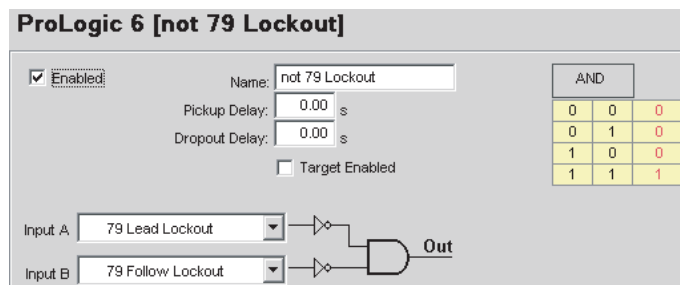 ProLogic 6 [not 79 Lockout]
Enabled
Name: not 79 Lockout
Pickup Delay: 0.00 s
Dropout Delay: 0.00 s
Target Enabled
AND
0 0 0
0 1 0
1 0 0
1 1 1
Input A 79 Lead Lockout
Out
Input B 79 Follow Lockout